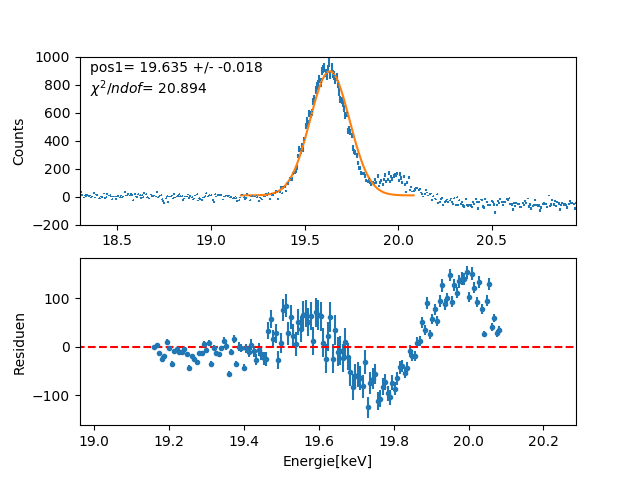 1000
800
600
400
200
0
−200
Counts
pos1= 19.635 +/- -0.018
χ²/ndof= 20.894
18.5 19.0 19.5 20.0 20.5
100
0
−100
Residuen
19.0 19.2 19.4 19.6 19.8 20.0 20.2
Energie[keV]